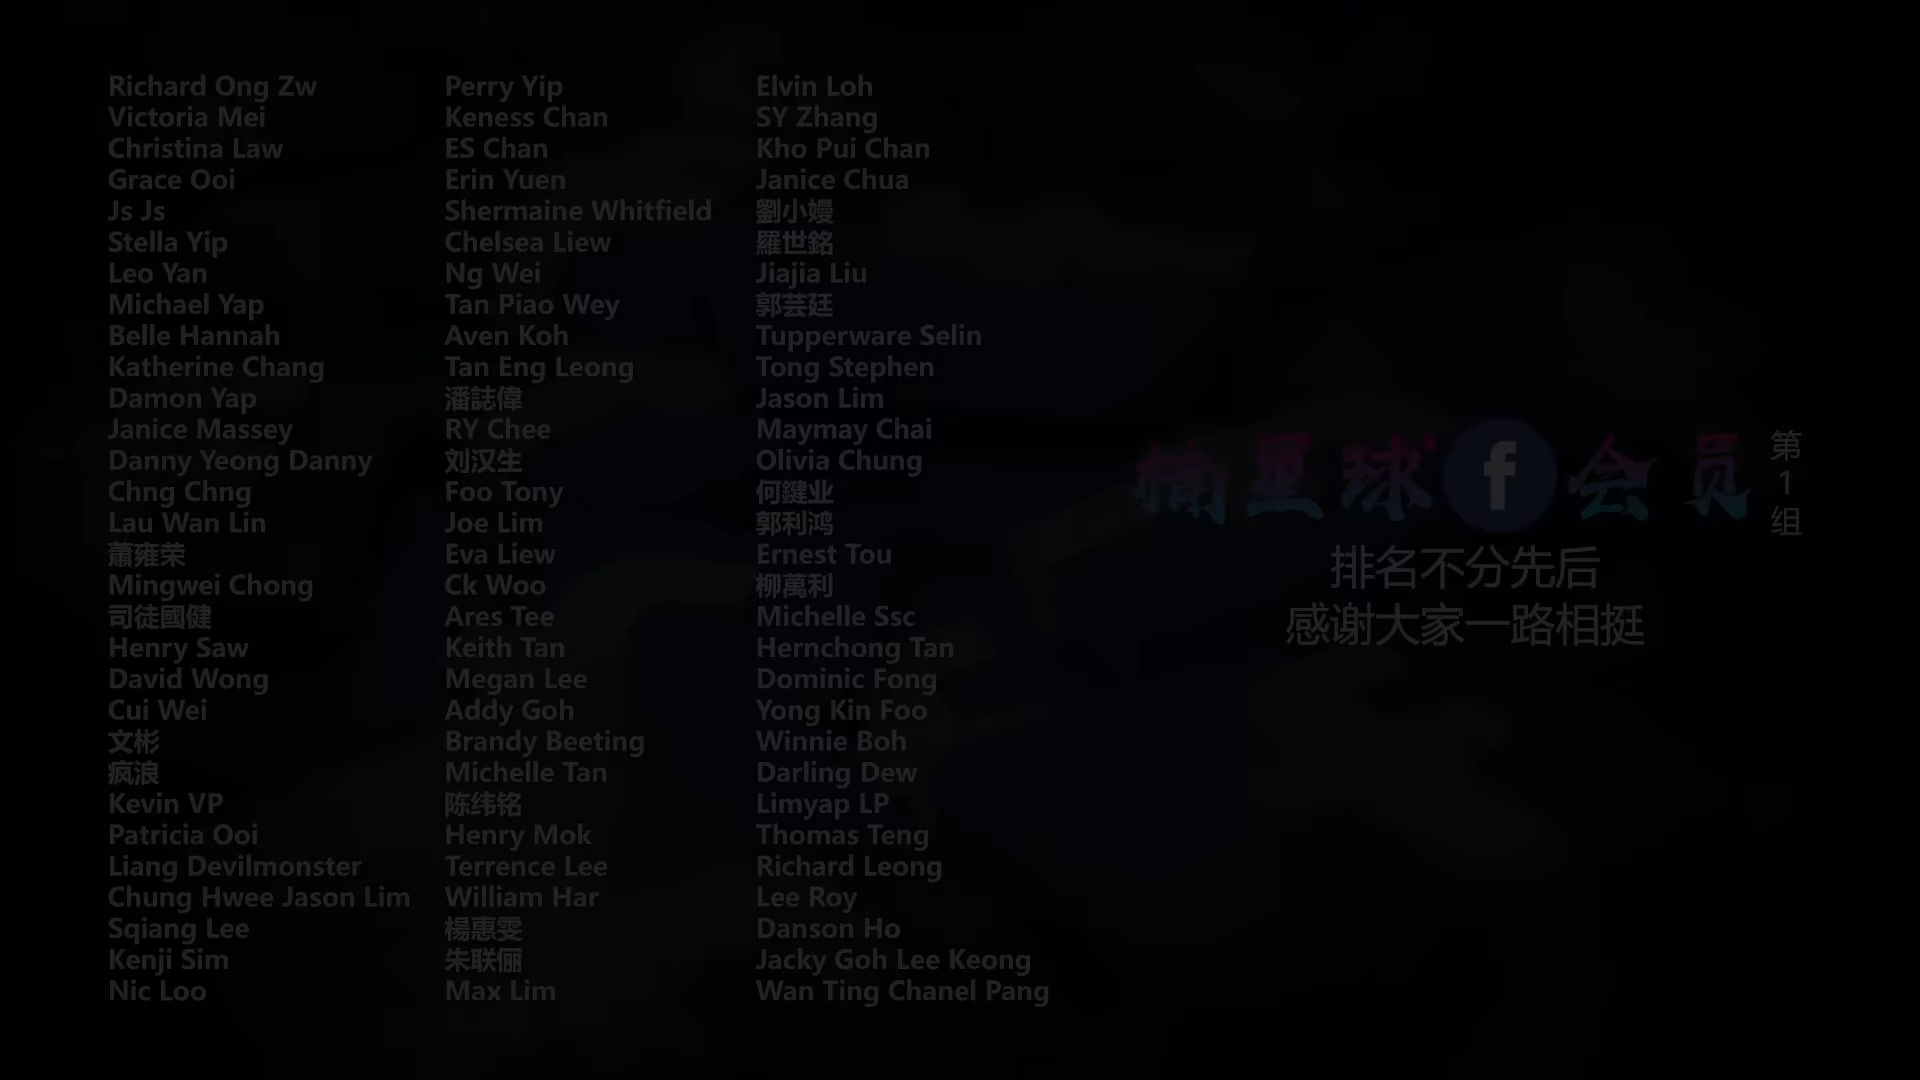 Richard Ong Zw
Victoria Mei
Christina Law
Grace Ooi
Js Js
Stella Yip
Leo Yan
Michael Yap
Belle Hannah
Katherine Chang
Damon Yap
Janice Massey
Danny Yeong Danny
Chng Chng
Lau Wan Lin
蕭雍荣
Mingwei Chong
司徒國健
Henry Saw
David Wong
Cui Wei
文彬
疯浪
Kevin VP
Patricia Ooi
Liang Devilmonster
Chung Hwee Jason Lim
Sqiang Lee
Kenji Sim
Nic Loo
Perry Yip
Keness Chan
ES Chan
Erin Yuen
Shermaine Whitfield
Chelsea Liew
Ng Wei
Tan Piao Wey
Aven Koh
Tan Eng Leong
潘誌偉
RY Chee
刘汉生
Foo Tony
Joe Lim
Eva Liew
Ck Woo
Ares Tee
Keith Tan
Megan Lee
Addy Goh
Brandy Beeting
Michelle Tan
陈纬铭
Henry Mok
Terrence Lee
William Har
楊惠雯
朱联俪
Max Lim
Elvin Loh
SY Zhang
Kho Pui Chan
Janice Chua
劉小嫚
羅世銘
Jiajia Liu
郭芸廷
Tupperware Selin
Tong Stephen
Jason Lim
Maymay Chai
Olivia Chung
何鍵业
郭利鸿
Ernest Tou
柳萬利
Michelle Ssc
Hernchong Tan
Dominic Fong
Yong Kin Foo
Winnie Boh
Darling Dew
Limyap LP
Thomas Teng
Richard Leong
Lee Roy
Danson Ho
Jacky Goh Lee Keong
Wan Ting Chanel Pang
星球 f 会员
第1组
排名不分先后
感谢大家一路相挺